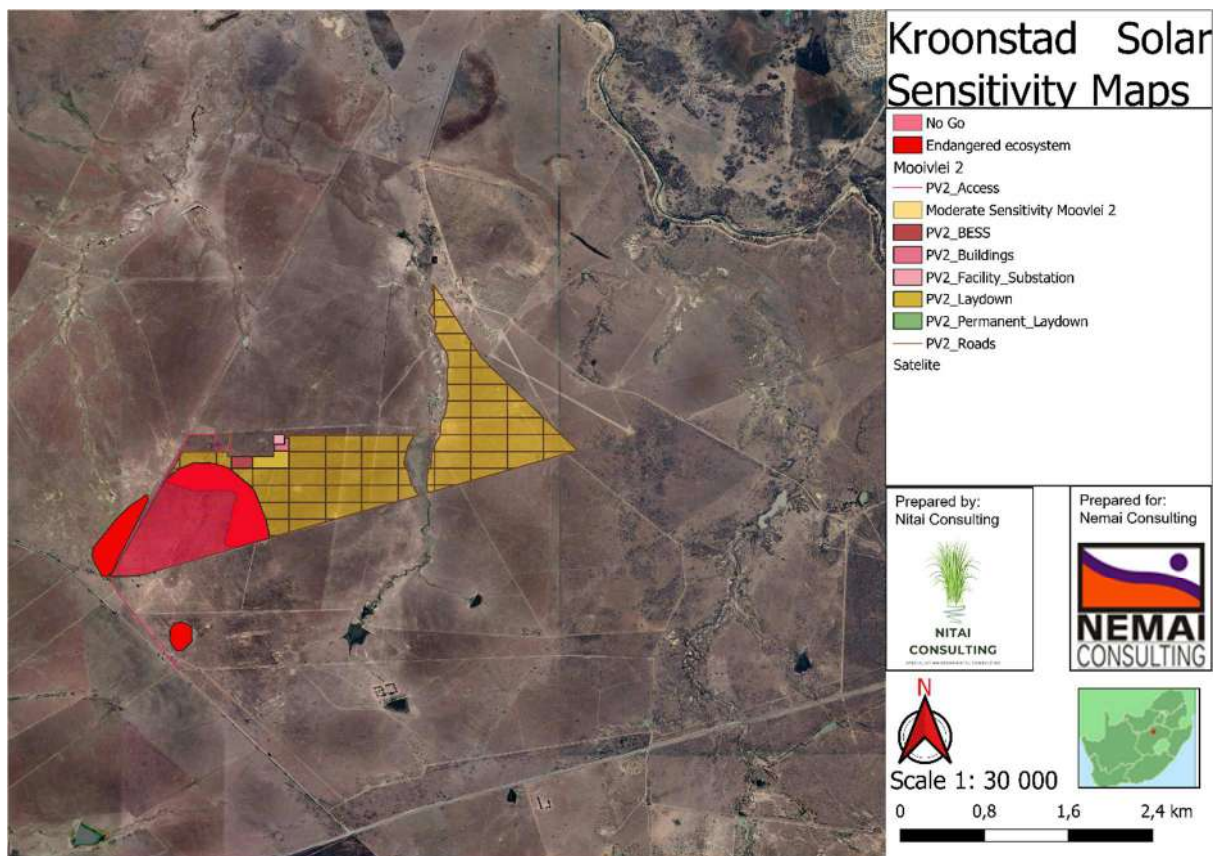 Kroonstad Solar
Sensitivity Maps
No Go
Endangered ecosystem
Mooivlei 2
PV2_Access
Moderate Sensitivity Moovlei 2
PV2_BESS
PV2_Buildings
PV2_Facility_Substation
PV2_Laydown
PV2_Permanent_Laydown
PV2_Roads
Satelite
Prepared by:
Nitai Consulting
NITAI
CONSULTING
Prepared for:
Nemai Consulting
NEMAI
CONSULTING
N
Scale 1: 30 000
0 0,8 1,6 2,4 km